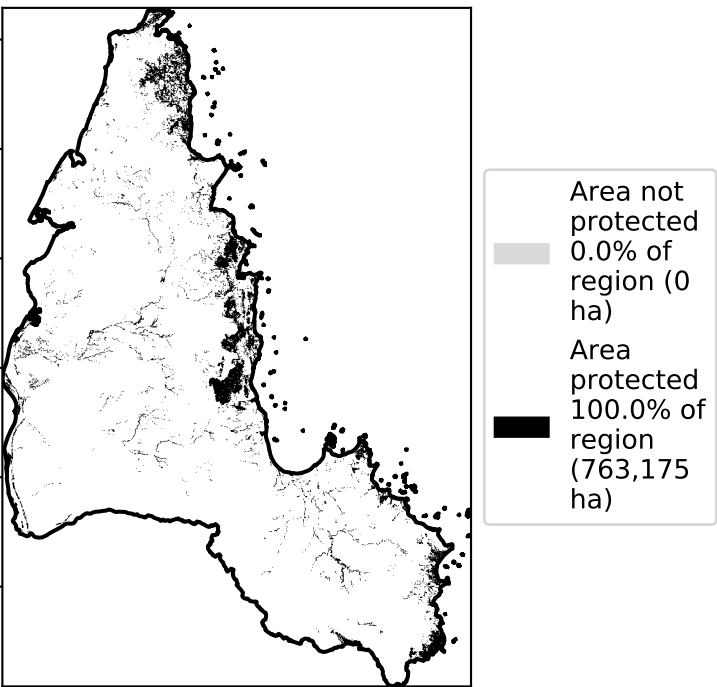 Area not
protected
0.0% of
region (0
ha)
Area
protected
100.0% of
region
(763,175
ha)